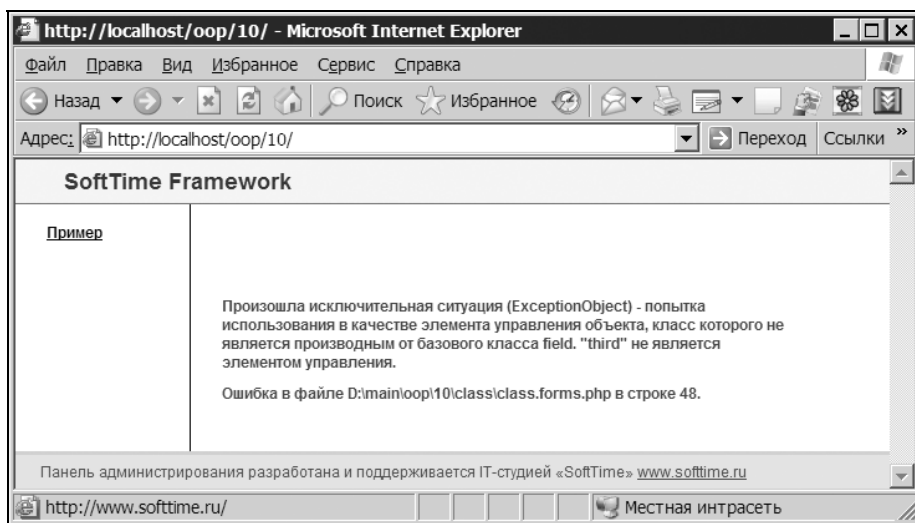 http://localhost/oop/10/ - Microsoft Internet Explorer
Файл Правка Вид Избранное Сервис Справка
Назад Поиск Избранное
Адрес: http://localhost/oop/10/ Переход Ссылки »
SoftTime Framework
Пример
Произошла исключительная ситуация (ExceptionObject) - попытка
использования в качестве элемента управления объекта, класс которого не
является производным от базового класса field. "third" не является
элементом управления.
Ошибка в файле D:\main\oop\10\class\class.forms.php в строке 48.
Панель администрирования разработана и поддерживается IT-студией «SoftTime» www.softtime.ru
http://www.softtime.ru/ Местная интрасеть